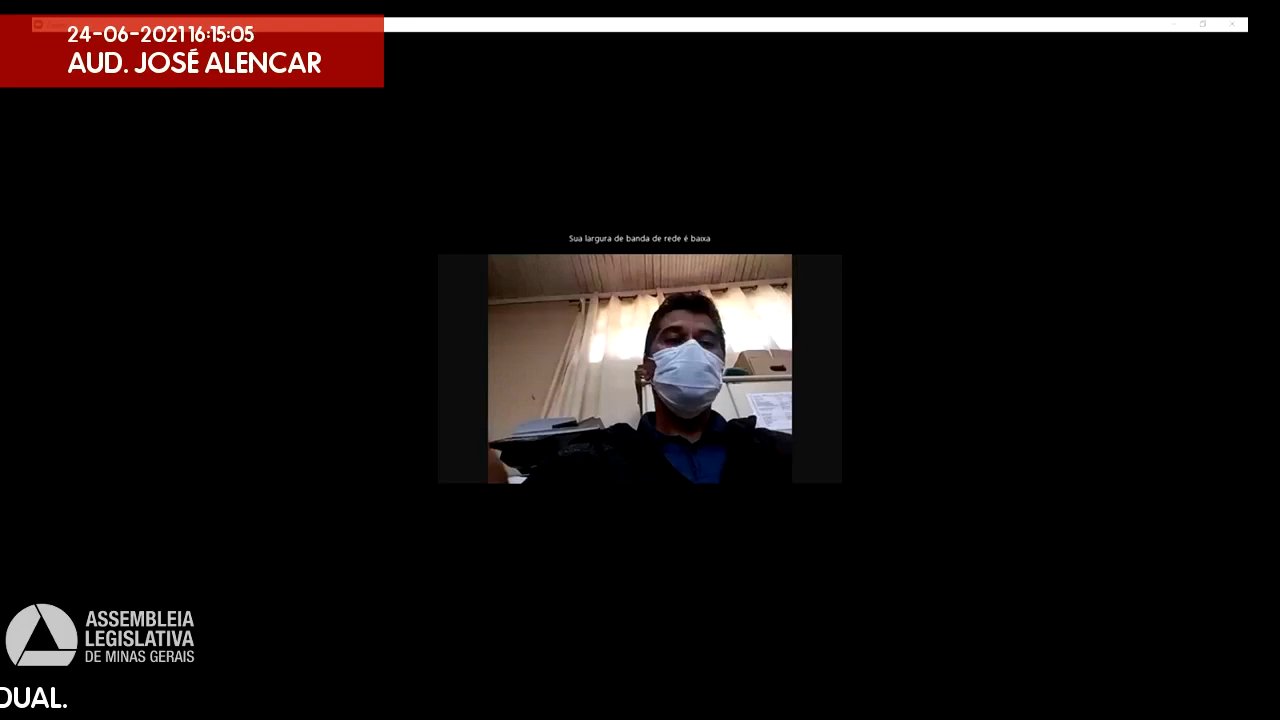 24-06-2021 16:15:05
AUD. JOSÉ ALENCAR
Sua largura de banda de rede é baixa
ASSEMBLEIA
LEGISLATIVA
DE MINAS GERAIS
DUAL.